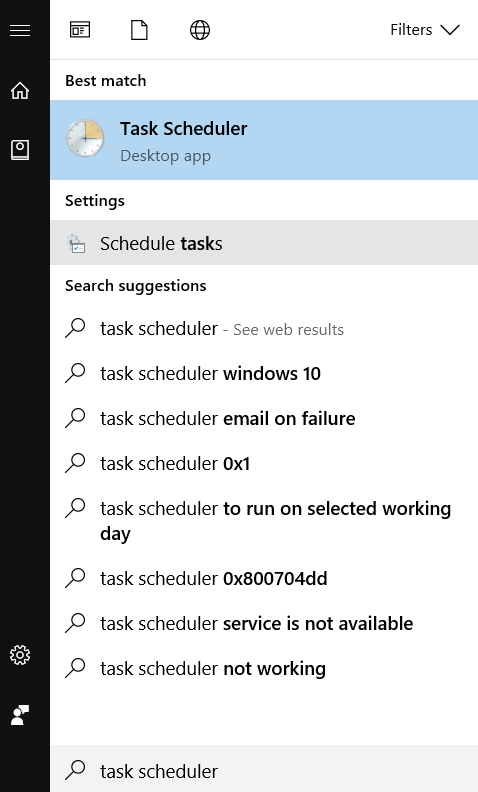 Filters
Best match
Task Scheduler
Desktop app
Settings
Schedule tasks
Search suggestions
task scheduler - See web results
task scheduler windows 10
task scheduler email on failure
task scheduler 0x1
task scheduler to run on selected working
day
task scheduler 0x800704dd
task scheduler service is not available
task scheduler not working
task scheduler